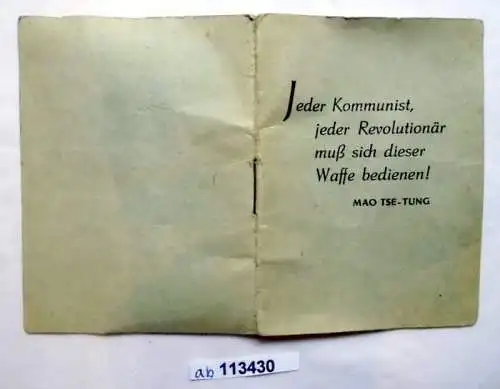 Jeder Kommunist,
jeder Revolutionär
muß sich dieser
Waffe bedienen!
MAO TSE-TUNG
ab 113430